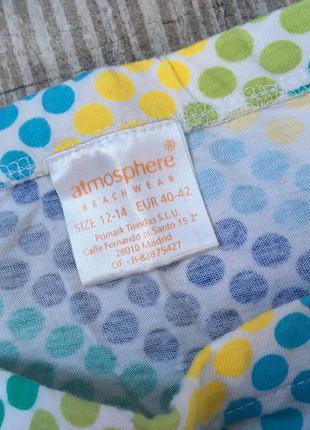 atmosphere®
BEACHWEAR
SIZE 12-14 EUR 40-42
Primark Tiendas S.L.U.
Calle Fernando el Santo 15 2°
28010 Madrid
CIF - B-83875427